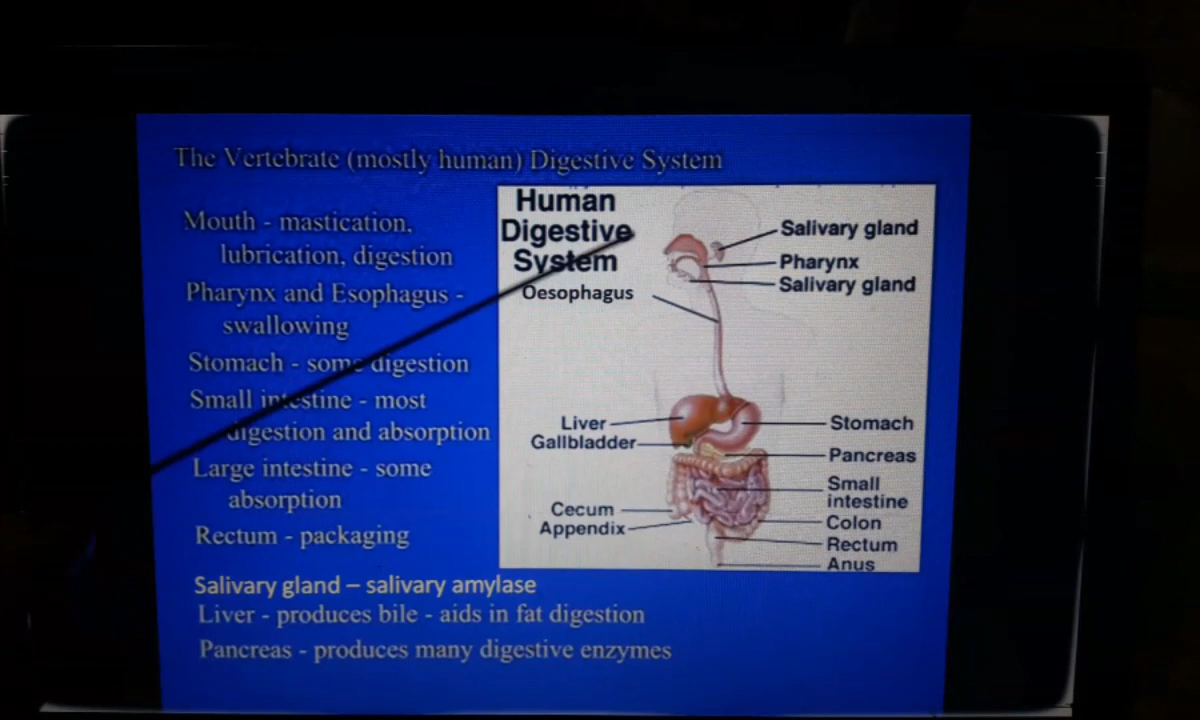 The Vertebrate (mostly human) Digestive System
Mouth - mastication,
lubrication, digestion
Pharynx and Esophagus -
swallowing
Stomach - some digestion
Small intestine - most
digestion and absorption
Large intestine - some
absorption
Rectum - packaging
Salivary gland – salivary amylase
Liver - produces bile - aids in fat digestion
Pancreas - produces many digestive enzymes
Human
Digestive
System
Oesophagus
Salivary gland
Pharynx
Salivary gland
Liver
Gallbladder
Stomach
Pancreas
Small
intestine
Cecum
Appendix
Colon
Rectum
Anus